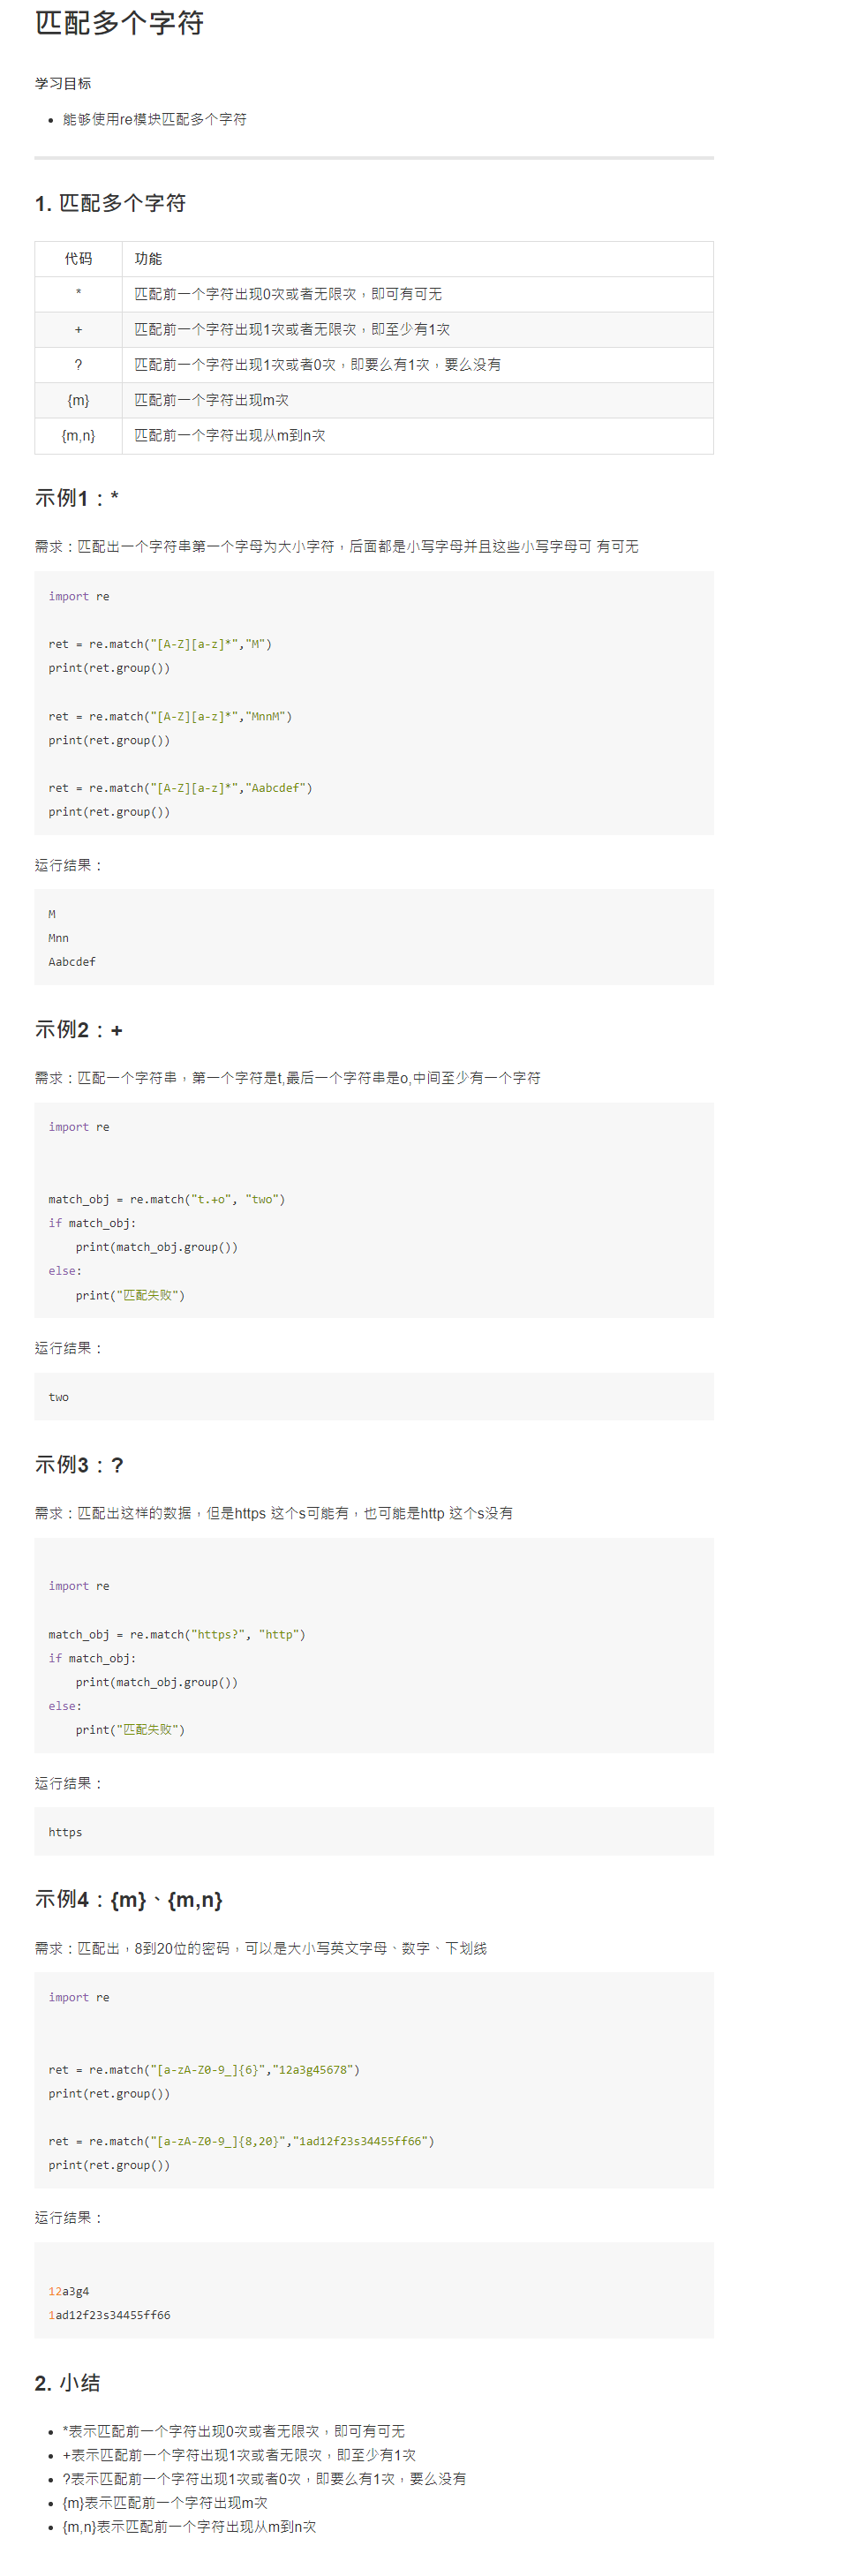 匹配多个字符
学习目标
• 能够使用re模块匹配多个字符
1. 匹配多个字符
代码 功能
* 匹配前一个字符出现0次或者无限次，即可有可无
+ 匹配前一个字符出现1次或者无限次，即至少有1次
? 匹配前一个字符出现1次或者0次，即要么有1次，要么没有
{m} 匹配前一个字符出现m次
{m,n} 匹配前一个字符出现从m到n次
示例1：*
需求：匹配出一个字符串第一个字母为大小字符，后面都是小写字母并且这些小写字母可 有可无
import re
ret = re.match("[A-Z][a-z]*","M")
print(ret.group())
ret = re.match("[A-Z][a-z]*","MnnM")
print(ret.group())
ret = re.match("[A-Z][a-z]*","Aabcdef")
print(ret.group())
运行结果：
M
Mnn
Aabcdef
示例2：+
需求：匹配一个字符串，第一个字符是t,最后一个字符串是o,中间至少有一个字符
import re
match_obj = re.match("t.+o", "two")
if match_obj:
    print(match_obj.group())
else:
    print("匹配失败")
运行结果：
two
示例3：?
需求：匹配出这样的数据，但是https 这个s可能有，也可能是http 这个s没有
import re
match_obj = re.match("https?", "http")
if match_obj:
    print(match_obj.group())
else:
    print("匹配失败")
运行结果：
https
示例4：{m}、{m,n}
需求：匹配出，8到20位的密码，可以是大小写英文字母、数字、下划线
import re
ret = re.match("[a-zA-Z0-9_]{6}","12a3g45678")
print(ret.group())
ret = re.match("[a-zA-Z0-9_]{8,20}","1ad12f23s34455ff66")
print(ret.group())
运行结果：
12a3g4
1ad12f23s34455ff66
2. 小结
• *表示匹配前一个字符出现0次或者无限次，即可有可无
• +表示匹配前一个字符出现1次或者无限次，即至少有1次
• ?表示匹配前一个字符出现1次或者0次，即要么有1次，要么没有
• {m}表示匹配前一个字符出现m次
• {m,n}表示匹配前一个字符出现从m到n次